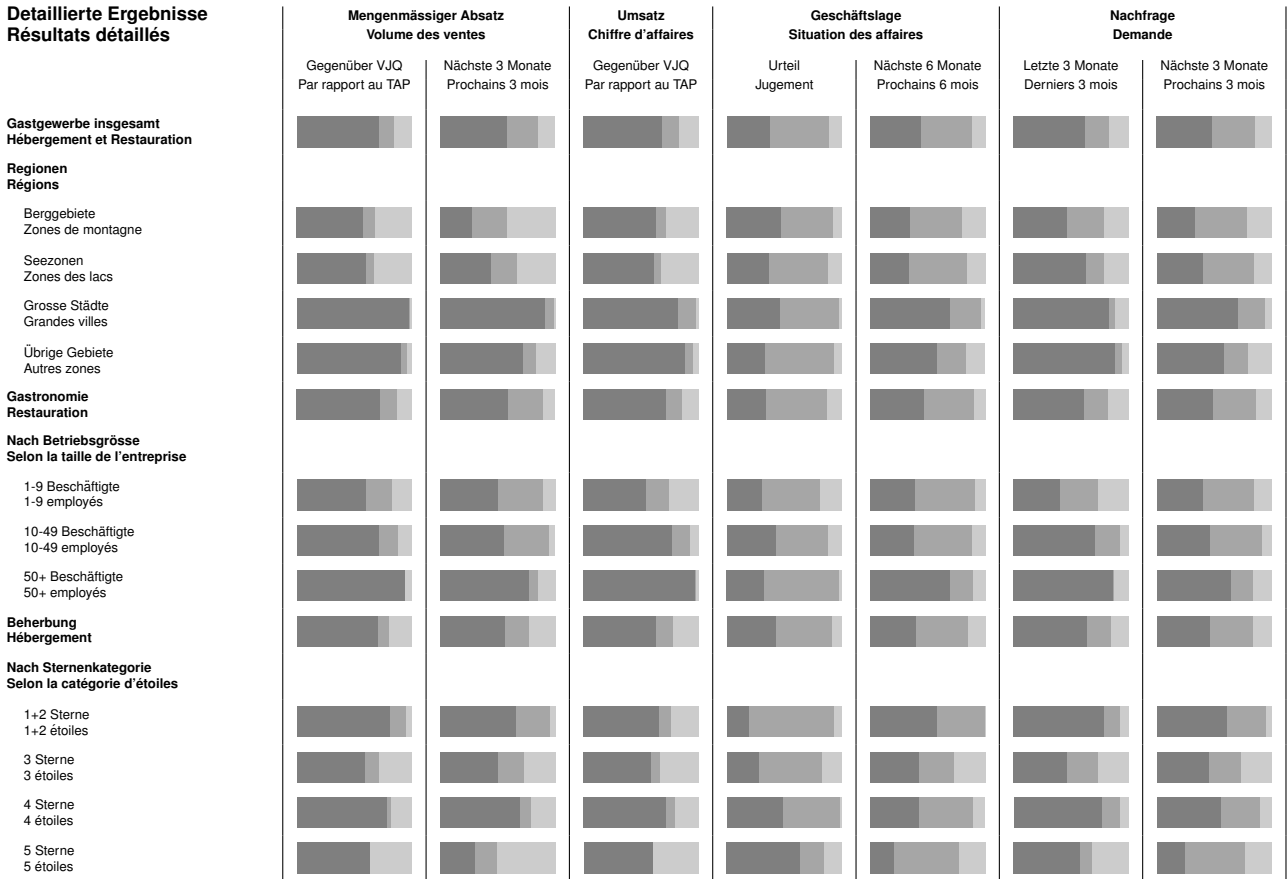 Detaillierte Ergebnisse
Résultats détaillés
Mengenmässiger Absatz
Volume des ventes
Umsatz
Chiffre d'affaires
Geschäftslage
Situation des affaires
Nachfrage
Demande
Gegenüber VJQ
Par rapport au TAP
Nächste 3 Monate
Prochains 3 mois
Gegenüber VJQ
Par rapport au TAP
Urteil
Jugement
Nächste 6 Monate
Prochains 6 mois
Letzte 3 Monate
Derniers 3 mois
Nächste 3 Monate
Prochains 3 mois
Gastgewerbe insgesamt
Hébergement et Restauration
Regionen
Régions
Berggebiete
Zones de montagne
Seezonen
Zones des lacs
Grosse Städte
Grandes villes
Übrige Gebiete
Autres zones
Gastronomie
Restauration
Nach Betriebsgrösse
Selon la taille de l'entreprise
1-9 Beschäftigte
1-9 employés
10-49 Beschäftigte
10-49 employés
50+ Beschäftigte
50+ employés
Beherbung
Hébergement
Nach Sternenkategorie
Selon la catégorie d'étoiles
1+2 Sterne
1+2 étoiles
3 Sterne
3 étoiles
4 Sterne
4 étoiles
5 Sterne
5 étoiles